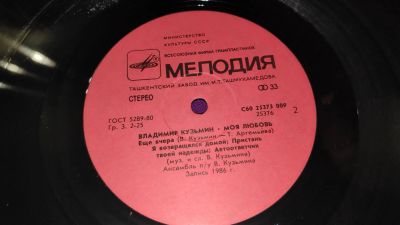 МИНИСТЕРСТВО
КУЛЬТУРЫ СССР
ВСЕСОЮЗНАЯ ФИРМА ГРАМПЛАСТИНОК
МЕЛОДИЯ
ТАШКЕНТСКИЙ ЗАВОД ИМ. М. Т. ТАШМУХАМЕДОВА
СТЕРЕО
33
ГОСТ 5289-80
Гр. 3. 2-25
С60 25373 009
25376
2
ВЛАДИМИР КУЗЬМИН · МОЯ ЛЮБОВЬ
Еще вчера (В. Кузьмин — Т. Артемьева)
Я возвращался домой; Пристань
твоей надежды; Автоответчик
(муз. и сл. В. Кузьмина)
Ансамбль п/у В. Кузьмина
Запись 1986 г.